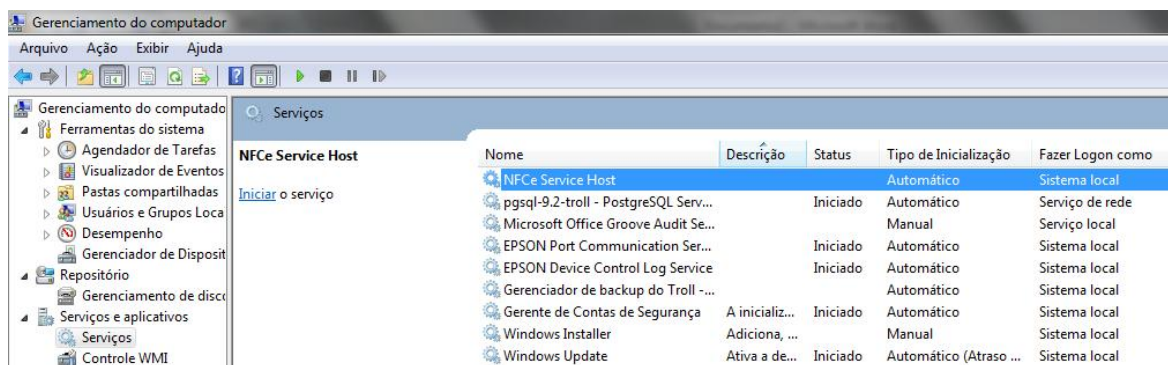 Gerenciamento do computador
Arquivo Ação Exibir Ajuda
Gerenciamento do computado
Ferramentas do sistema
Agendador de Tarefas
Visualizador de Eventos
Pastas compartilhadas
Usuários e Grupos Loca
Desempenho
Gerenciador de Disposit
Repositório
Gerenciamento de disco
Serviços e aplicativos
Serviços
Controle WMI
Serviços
NFCe Service Host
Iniciar o serviço
Nome Descrição Status Tipo de Inicialização Fazer Logon como
NFCe Service Host Automático Sistema local
pgsql-9.2-troll - PostgreSQL Serv... Iniciado Automático Serviço de rede
Microsoft Office Groove Audit Se... Manual Serviço local
EPSON Port Communication Ser... Iniciado Automático Sistema local
EPSON Device Control Log Service Iniciado Automático Sistema local
Gerenciador de backup do Troll -... Automático Sistema local
Gerente de Contas de Segurança A inicializ... Iniciado Automático Sistema local
Windows Installer Adiciona, ... Manual Sistema local
Windows Update Ativa a de... Iniciado Automático (Atraso ... Sistema local